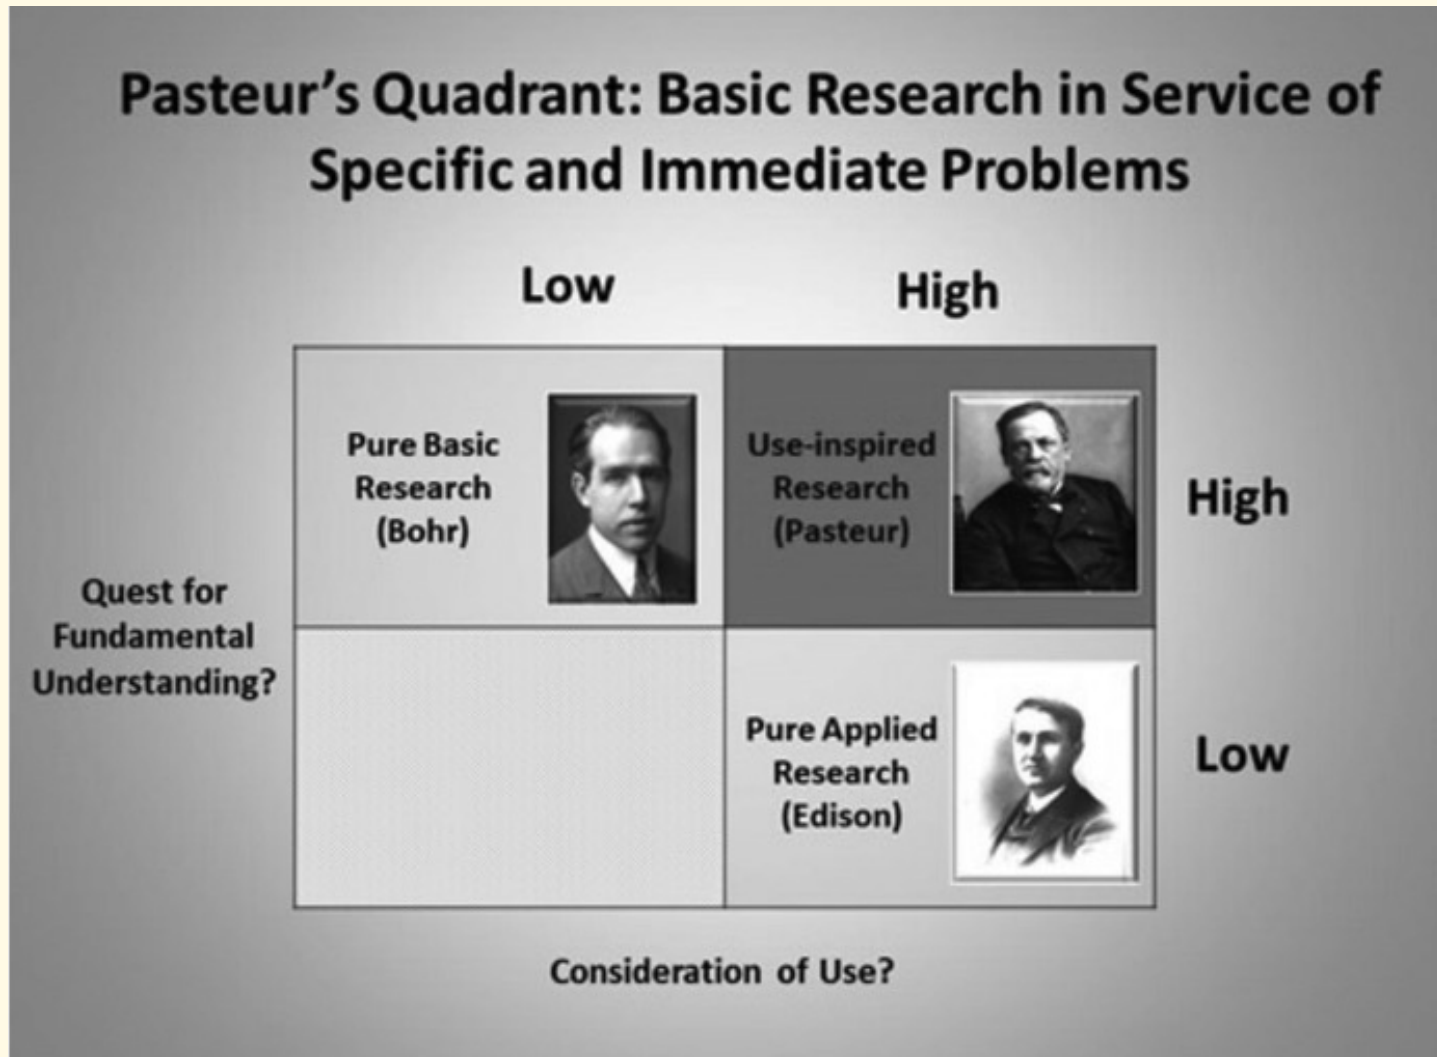 Pasteur's Quadrant: Basic Research in Service of
Specific and Immediate Problems
Low
High
Pure Basic
Research
(Bohr)
Use-inspired
Research
(Pasteur)
High
Quest for
Fundamental
Understanding?
Pure Applied
Research
(Edison)
Low
Consideration of Use?